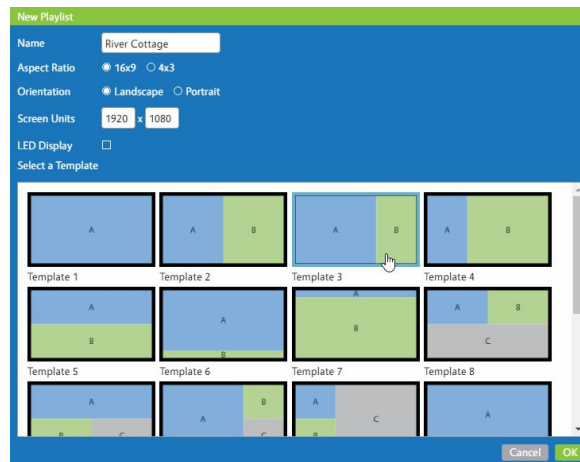 New Playlist
Name River Cottage
Aspect Ratio 16x9 4x3
Orientation Landscape Portrait
Screen Units 1920 x 1080
LED Display
Select a Template
A A B A B A B
Template 1 Template 2 Template 3 Template 4
A A A A B
B B B C
Template 5 Template 6 Template 7 Template 8
A A B A C A
B C C B
Cancel OK